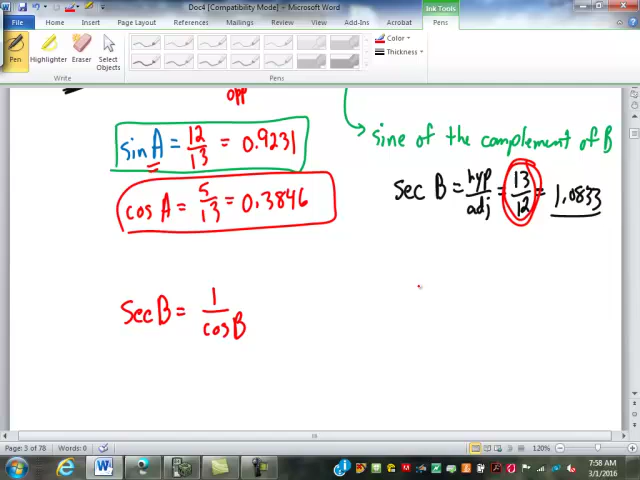 Doc4 [Compatibility Mode] - Microsoft Word
Ink Tools
File Home Insert Page Layout References Mailings Review View Add-Ins Acrobat Pens
Pen Highlighter Eraser Select Objects
Color
Thickness
Write Pens
opp
sin A = 12/13 = 0.9231
cos A = 5/13 = 0.3846
sine of the complement of B
Sec B = hyp/adj = 13/12 = 1.0833
Sec B = 1/cos B
Page: 3 of 78 Words: 0 120%
7:58 AM
3/1/2016